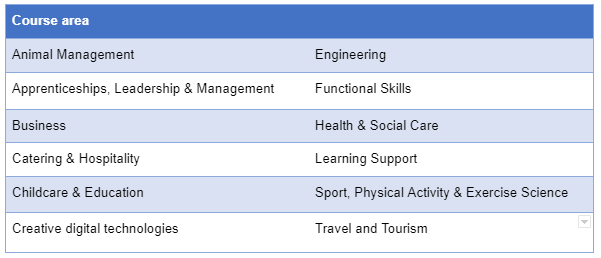 Course area
Animal Management Engineering
Apprenticeships, Leadership & Management Functional Skills
Business Health & Social Care
Catering & Hospitality Learning Support
Childcare & Education Sport, Physical Activity & Exercise Science
Creative digital technologies Travel and Tourism